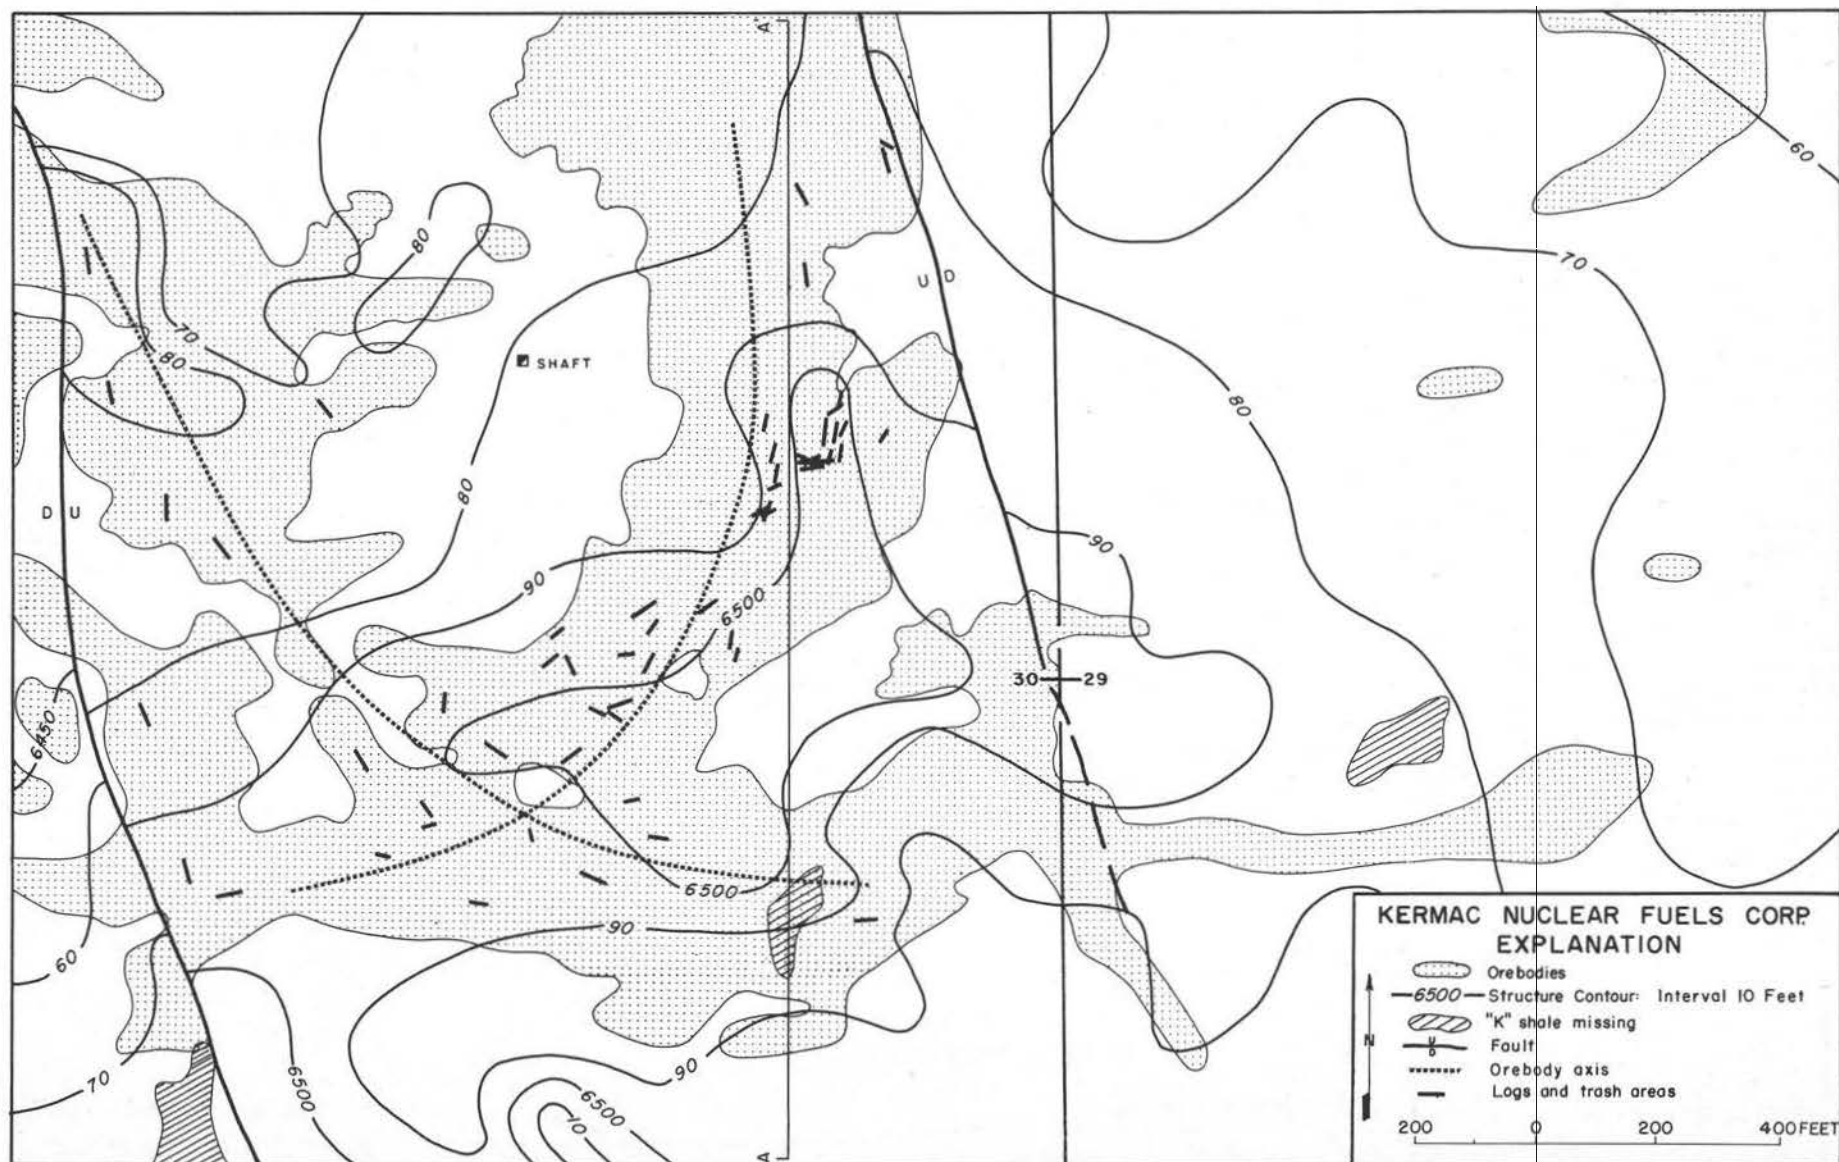 A'
60
80
70
U D
70
80
SHAFT
80
80
D U
90
90
6500
30 29
6450
6500
90
60
70
6500
6500
10
90
A
KERMAC NUCLEAR FUELS CORP.
EXPLANATION
Orebodies
6500 Structure Contour: Interval 10 Feet
"K" shale missing
U
D
Fault
N
Orebody axis
Logs and trash areas
200 0 200 400 FEET